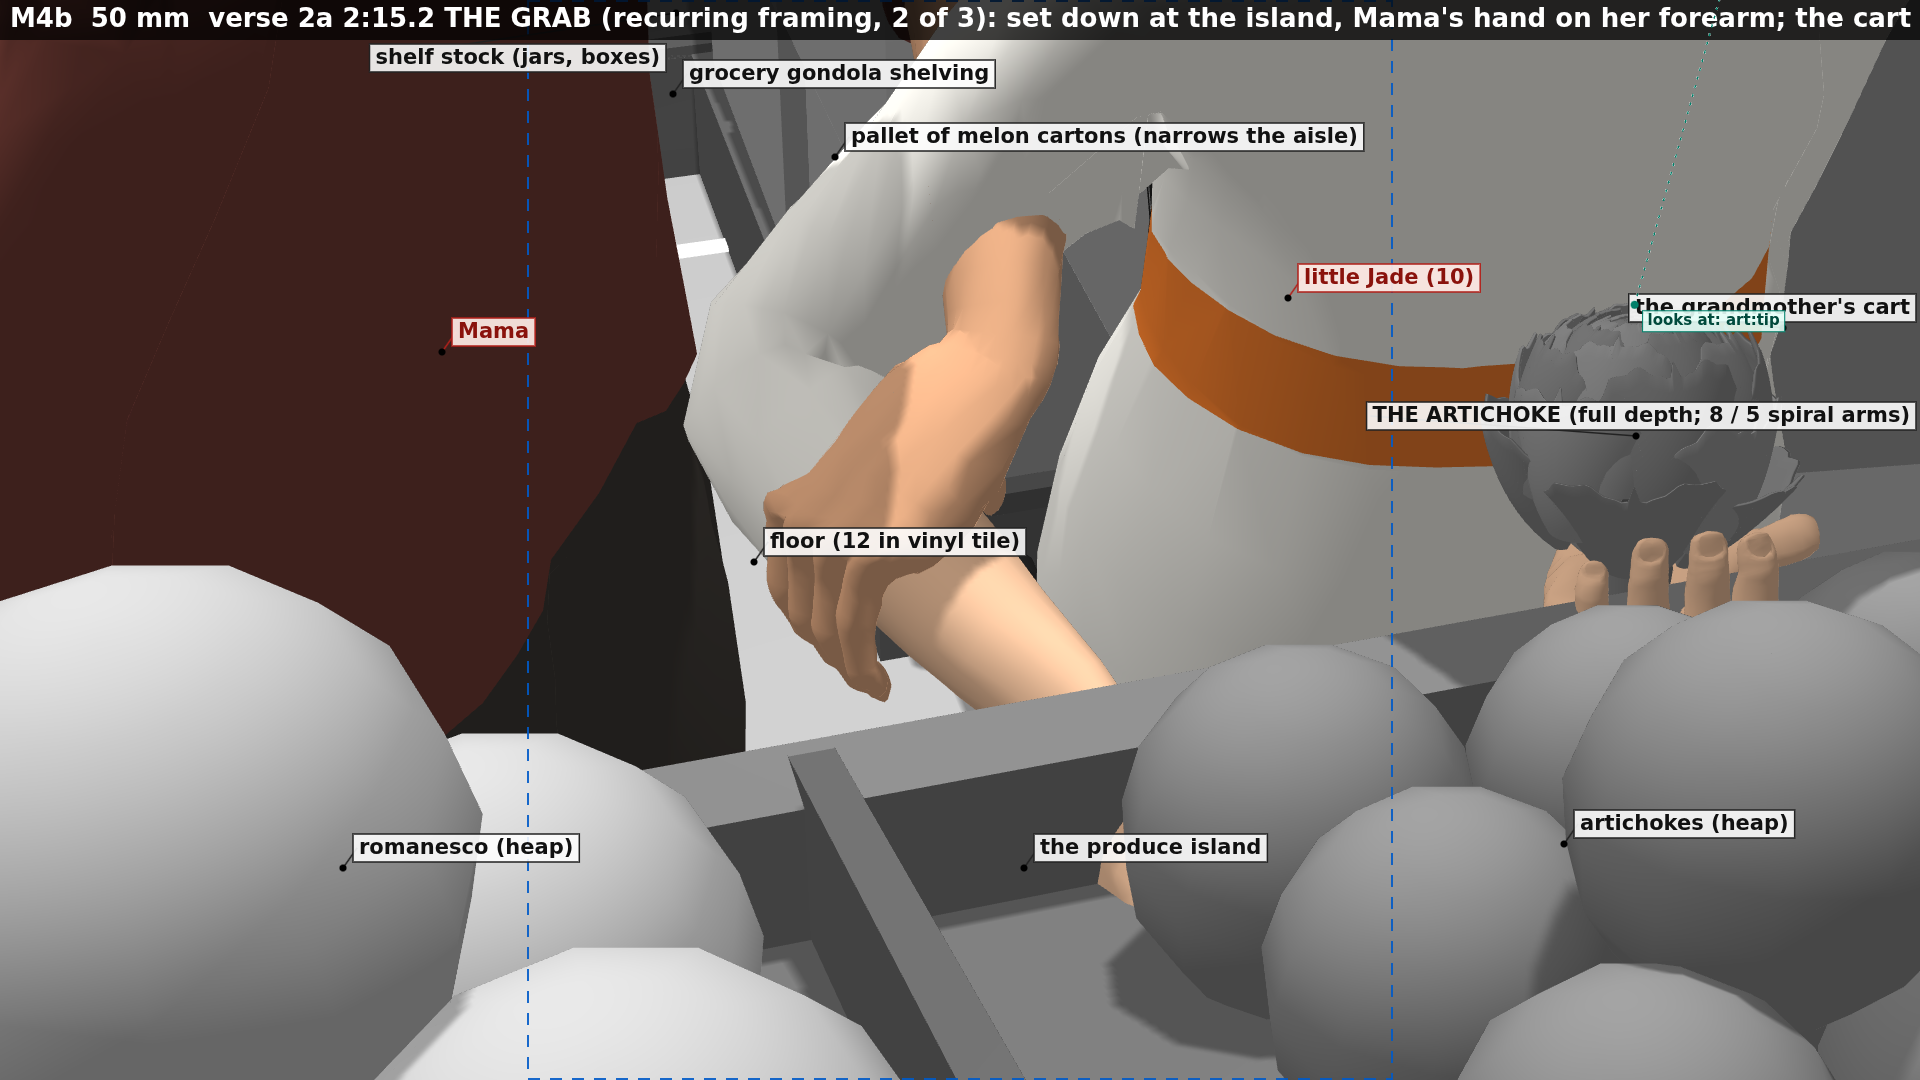 M4b  50 mm  verse 2a 2:15.2 THE GRAB (recurring framing, 2 of 3): set down at the island, Mama's hand on her forearm; the cart
shelf stock (jars, boxes)
grocery gondola shelving
pallet of melon cartons (narrows the aisle)
little Jade (10)
the grandmother's cart
looks at: art:tip
Mama
THE ARTICHOKE (full depth; 8 / 5 spiral arms)
floor (12 in vinyl tile)
artichokes (heap)
romanesco (heap)
the produce island